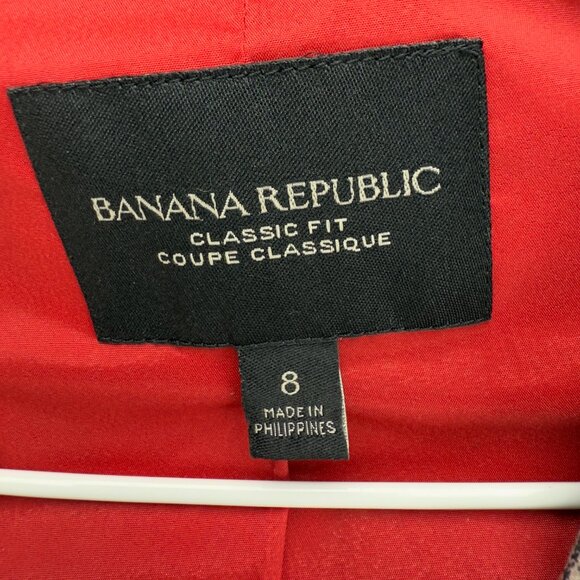 BANANA REPUBLIC
CLASSIC FIT
COUPE CLASSIQUE
8
MADE IN
PHILIPPINES